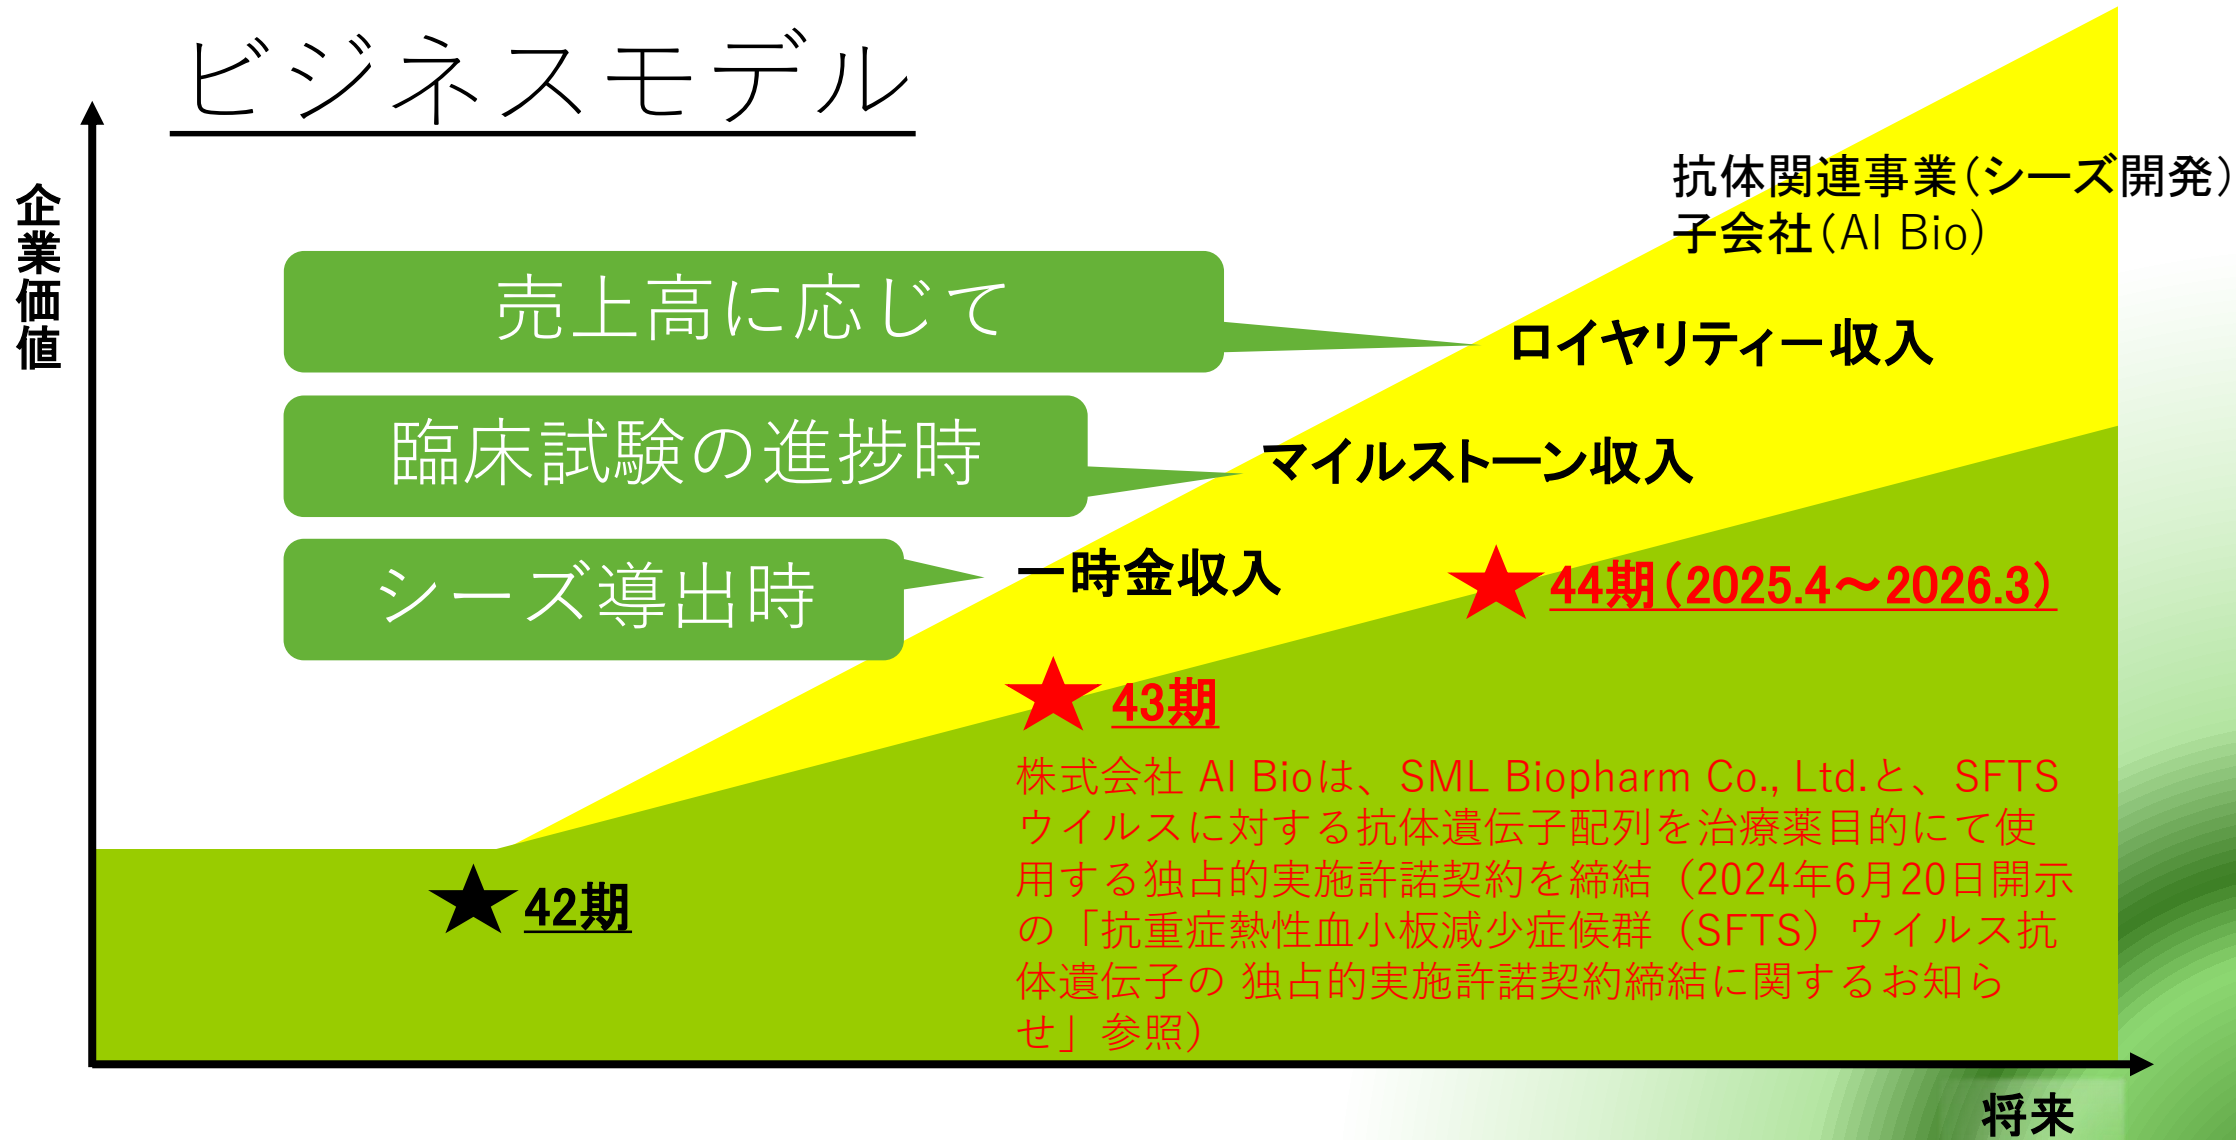 ビジネスモデル
企業価値
抗体関連事業(シーズ開発)
子会社(AI Bio)
売上高に応じて
ロイヤリティー収入
臨床試験の進捗時
マイルストーン収入
シーズ導出時
一時金収入
44期(2025.4~2026.3)
43期
株式会社 AI Bioは、SML Biopharm Co., Ltd.と、SFTS
ウイルスに対する抗体遺伝子配列を治療薬目的にて使
用する独占的実施許諾契約を締結(2024年6月20日開示
の「抗重症熱性血小板減少症候群(SFTS)ウイルス抗
体遺伝子の 独占的実施許諾契約締結に関するお知ら
せ」参照)
42期
将来